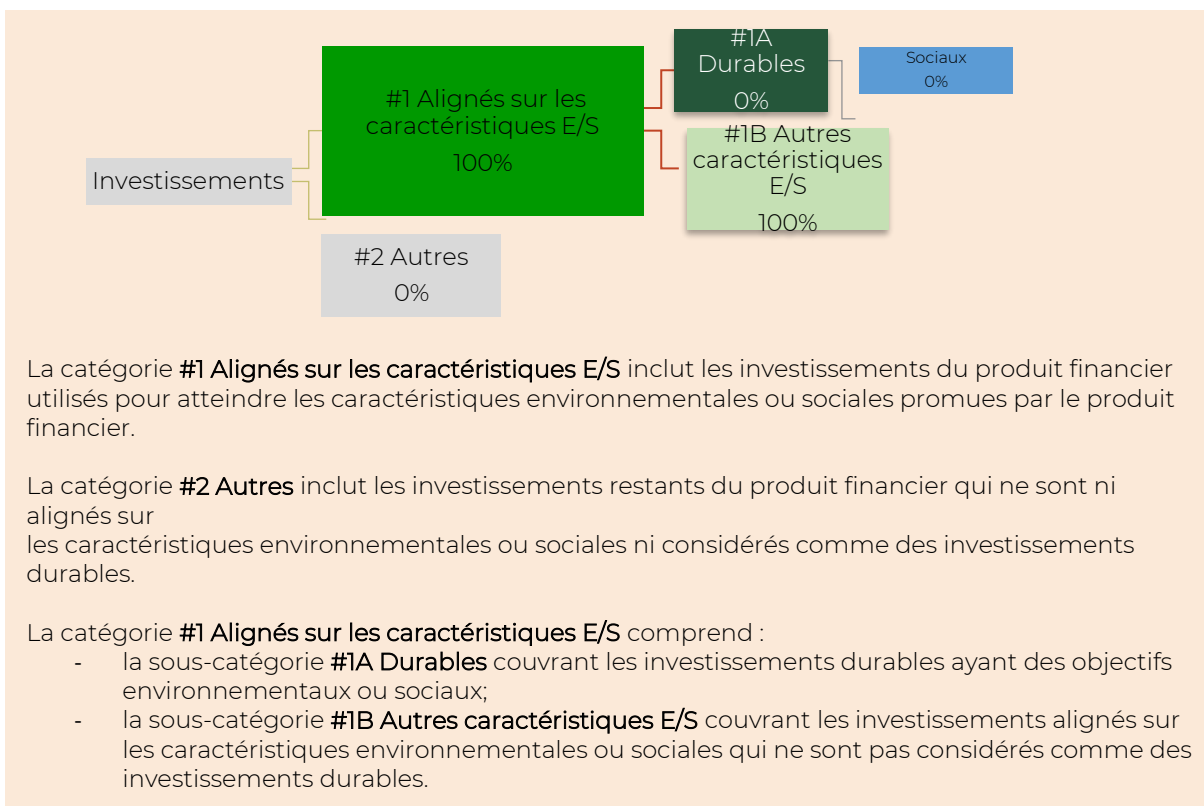 Investissements
#1 Alignés sur les
caractéristiques E/S
100%
#2 Autres
0%
#1A
Durables
0%
#1B Autres
caractéristiques
E/S
100%
Sociaux
0%
La catégorie #1 Alignés sur les caractéristiques E/S inclut les investissements du produit financier
utilisés pour atteindre les caractéristiques environnementales ou sociales promues par le produit
financier.
La catégorie #2 Autres inclut les investissements restants du produit financier qui ne sont ni
alignés sur
les caractéristiques environnementales ou sociales ni considérés comme des investissements
durables.
La catégorie #1 Alignés sur les caractéristiques E/S comprend :
- la sous-catégorie #1A Durables couvrant les investissements durables ayant des objectifs
environnementaux ou sociaux;
- la sous-catégorie #1B Autres caractéristiques E/S couvrant les investissements alignés sur
les caractéristiques environnementales ou sociales qui ne sont pas considérés comme des
investissements durables.